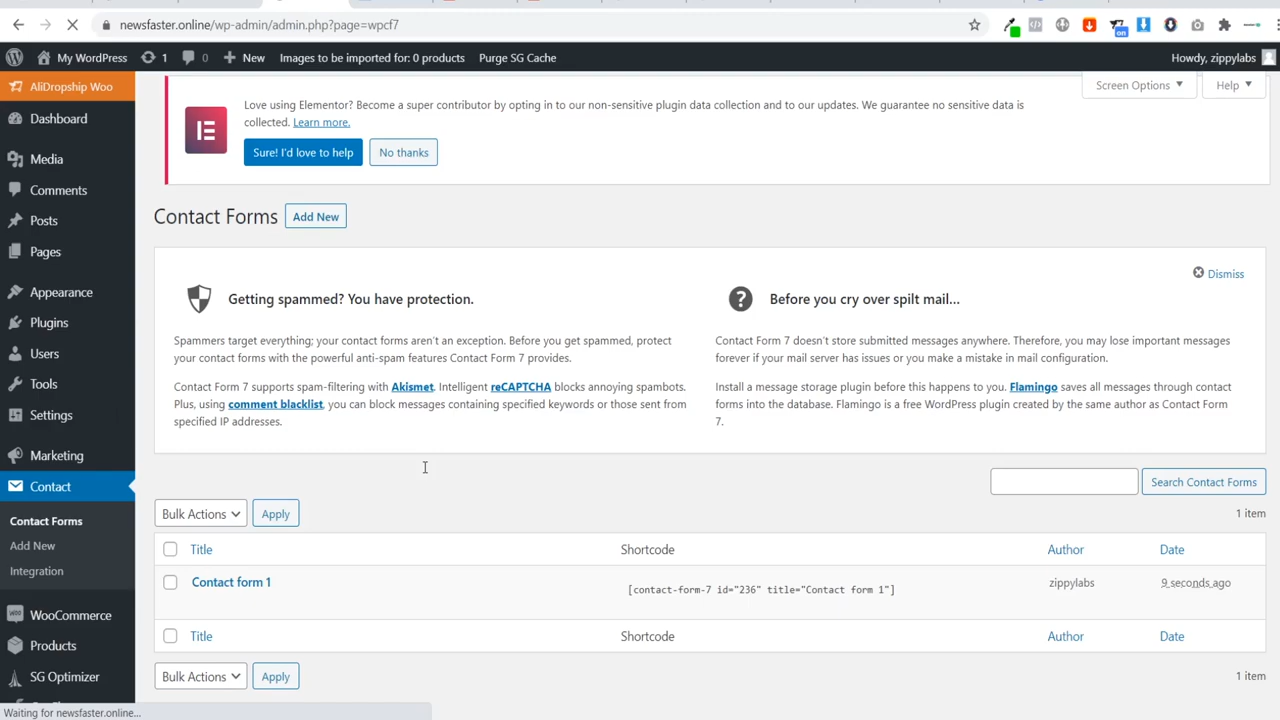 newsfaster.online/wp-admin/admin.php?page=wpcf7
on
My WordPress 1 0 New Images to be imported for: 0 products Purge SG Cache Howdy, zippylabs
AliDropship Woo
Dashboard
Media
Comments
Posts
Pages
Appearance
Plugins
Users
Tools
Settings
Marketing
Contact
Contact Forms
Add New
Integration
WooCommerce
Products
SG Optimizer
Screen Options Help
Love using Elementor? Become a super contributor by opting in to our non-sensitive plugin data collection and to our updates. We guarantee no sensitive data is
collected. Learn more.
Sure! I'd love to help No thanks
Contact Forms Add New
Dismiss
Getting spammed? You have protection.
Spammers target everything; your contact forms aren't an exception. Before you get spammed, protect
your contact forms with the powerful anti-spam features Contact Form 7 provides.
Contact Form 7 supports spam-filtering with Akismet. Intelligent reCAPTCHA blocks annoying spambots.
Plus, using comment blacklist, you can block messages containing specified keywords or those sent from
specified IP addresses.
Before you cry over spilt mail...
Contact Form 7 doesn't store submitted messages anywhere. Therefore, you may lose important messages
forever if your mail server has issues or you make a mistake in mail configuration.
Install a message storage plugin before this happens to you. Flamingo saves all messages through contact
forms into the database. Flamingo is a free WordPress plugin created by the same author as Contact Form
7.
Search Contact Forms
Bulk Actions Apply 1 item
Title Shortcode Author Date
Contact form 1 [contact-form-7 id="236" title="Contact form 1"] zippylabs 9 seconds ago
Title Shortcode Author Date
Bulk Actions Apply 1 item
Waiting for newsfaster.online...